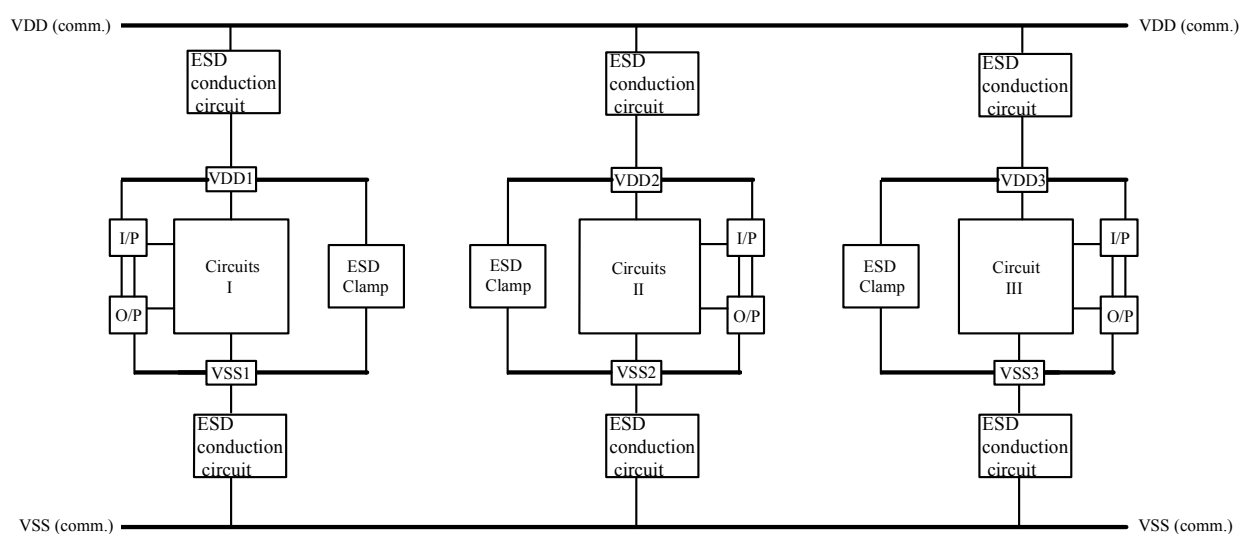 VDD (comm.)
VDD (comm.)
ESD
conduction
circuit
ESD
conduction
circuit
ESD
conduction
circuit
VDD1
VDD2
VDD3
I/P
O/P
Circuits
I
ESD
Clamp
ESD
Clamp
Circuits
II
I/P
O/P
ESD
Clamp
Circuit
III
I/P
O/P
VSS1
VSS2
VSS3
ESD
conduction
circuit
ESD
conduction
circuit
ESD
conduction
circuit
VSS (comm.)
VSS (comm.)